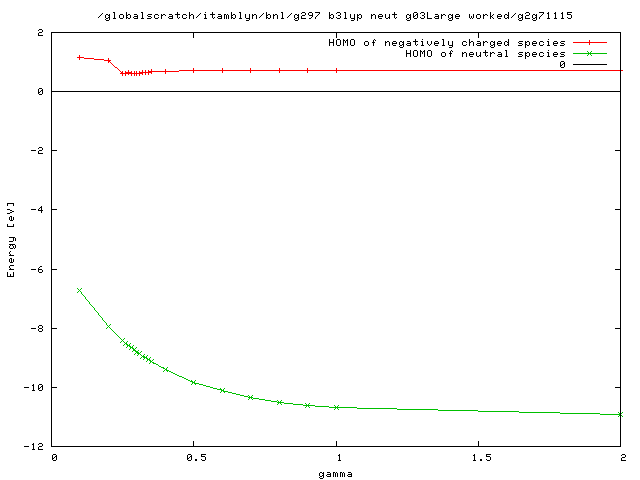 /globalscratch/itamblyn/bnl/g297 b3lyp neut g03Large worked/g2g71115
HOMO of negatively charged species
HOMO of neutral species
0
2
0
-2
-4
-6
-8
-10
-12
Energy [eV]
0 0.5 1 1.5 2
gamma